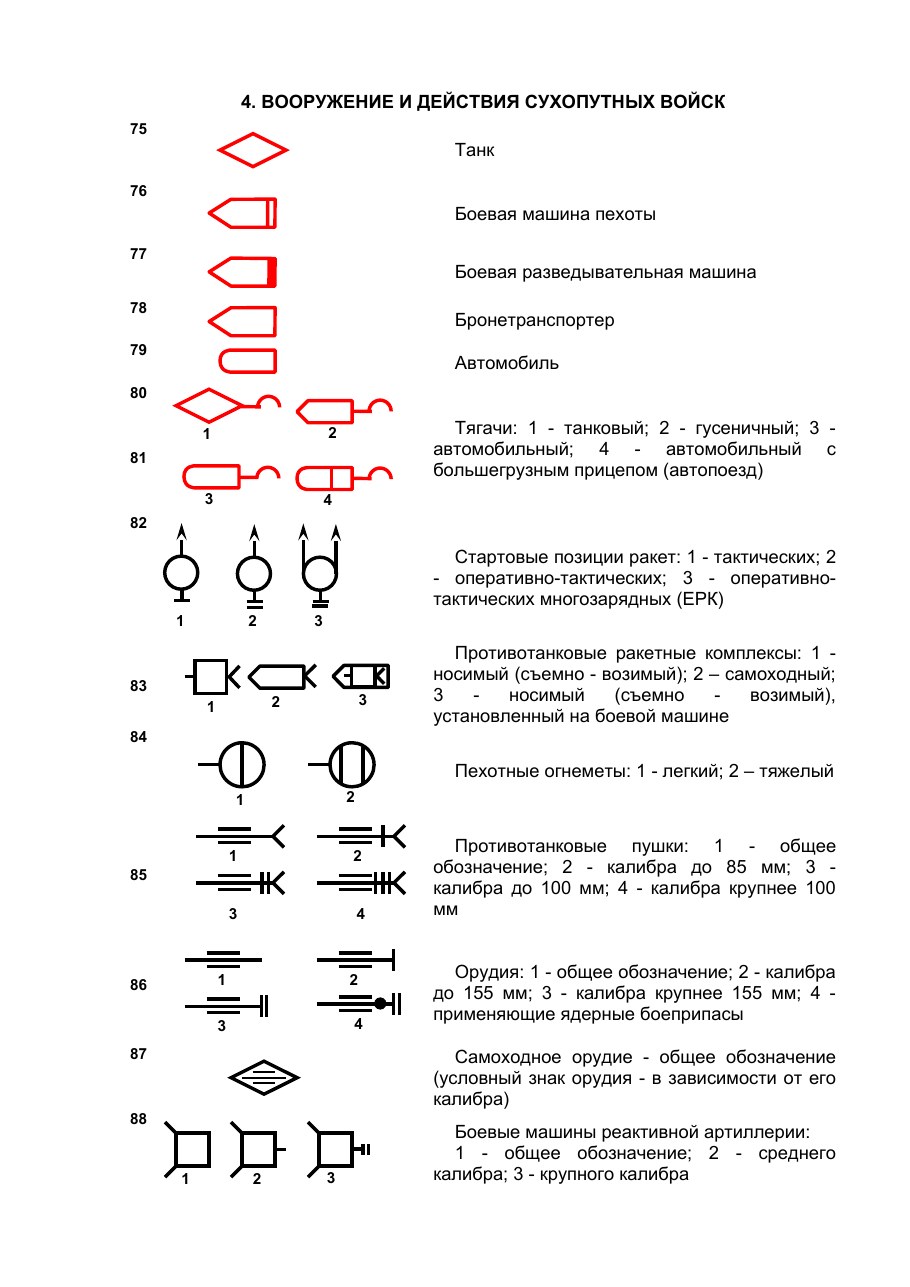 4. ВООРУЖЕНИЕ И ДЕЙСТВИЯ СУХОПУТНЫХ ВОЙСК
75
Танк
76
Боевая машина пехоты
77
Боевая разведывательная машина
78
Бронетранспортер
79
Автомобиль
80
1 2
Тягачи: 1 - танковый; 2 - гусеничный; 3 -
автомобильный; 4 - автомобильный с
большегрузным прицепом (автопоезд)
81
3 4
82
Стартовые позиции ракет: 1 - тактических; 2
- оперативно-тактических; 3 - оперативно-
тактических многозарядных (ЕРК)
1 2 3
83
Противотанковые ракетные комплексы: 1 -
носимый (съемно - возимый); 2 – самоходный;
3 - носимый (съемно - возимый),
установленный на боевой машине
1 2 3
84
Пехотные огнеметы: 1 - легкий; 2 – тяжелый
1 2
85
1 2
3 4
Противотанковые пушки: 1 - общее
обозначение; 2 - калибра до 85 мм; 3 -
калибра до 100 мм; 4 - калибра крупнее 100
мм
86
1 2
3 4
Орудия: 1 - общее обозначение; 2 - калибра
до 155 мм; 3 - калибра крупнее 155 мм; 4 -
применяющие ядерные боеприпасы
87
Самоходное орудие - общее обозначение
(условный знак орудия - в зависимости от его
калибра)
88
1 2 3
Боевые машины реактивной артиллерии:
1 - общее обозначение; 2 - среднего
калибра; 3 - крупного калибра